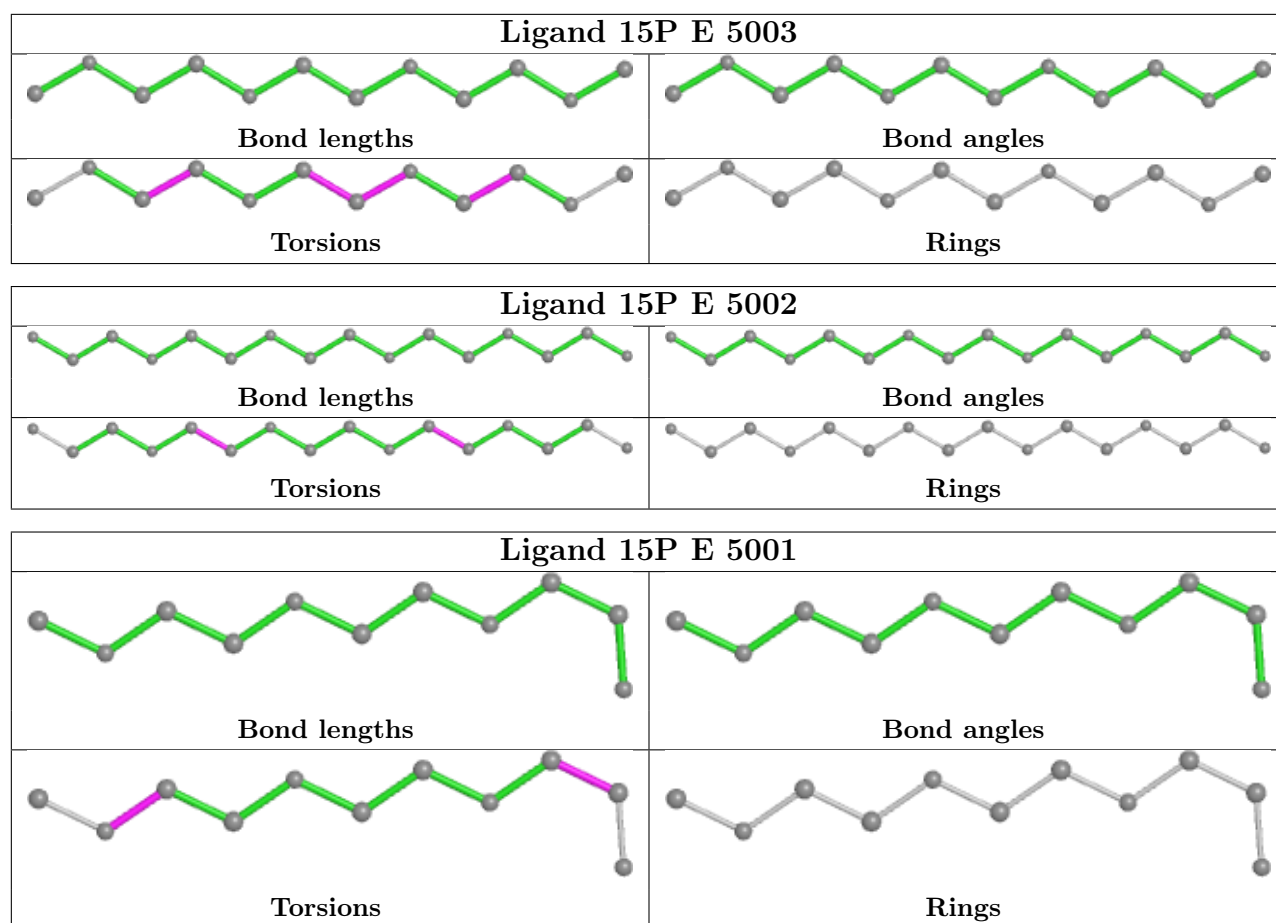 Ligand 15P E 5003
Bond lengths
Bond angles
Torsions
Rings
Ligand 15P E 5002
Bond lengths
Bond angles
Torsions
Rings
Ligand 15P E 5001
Bond lengths
Bond angles
Torsions
Rings